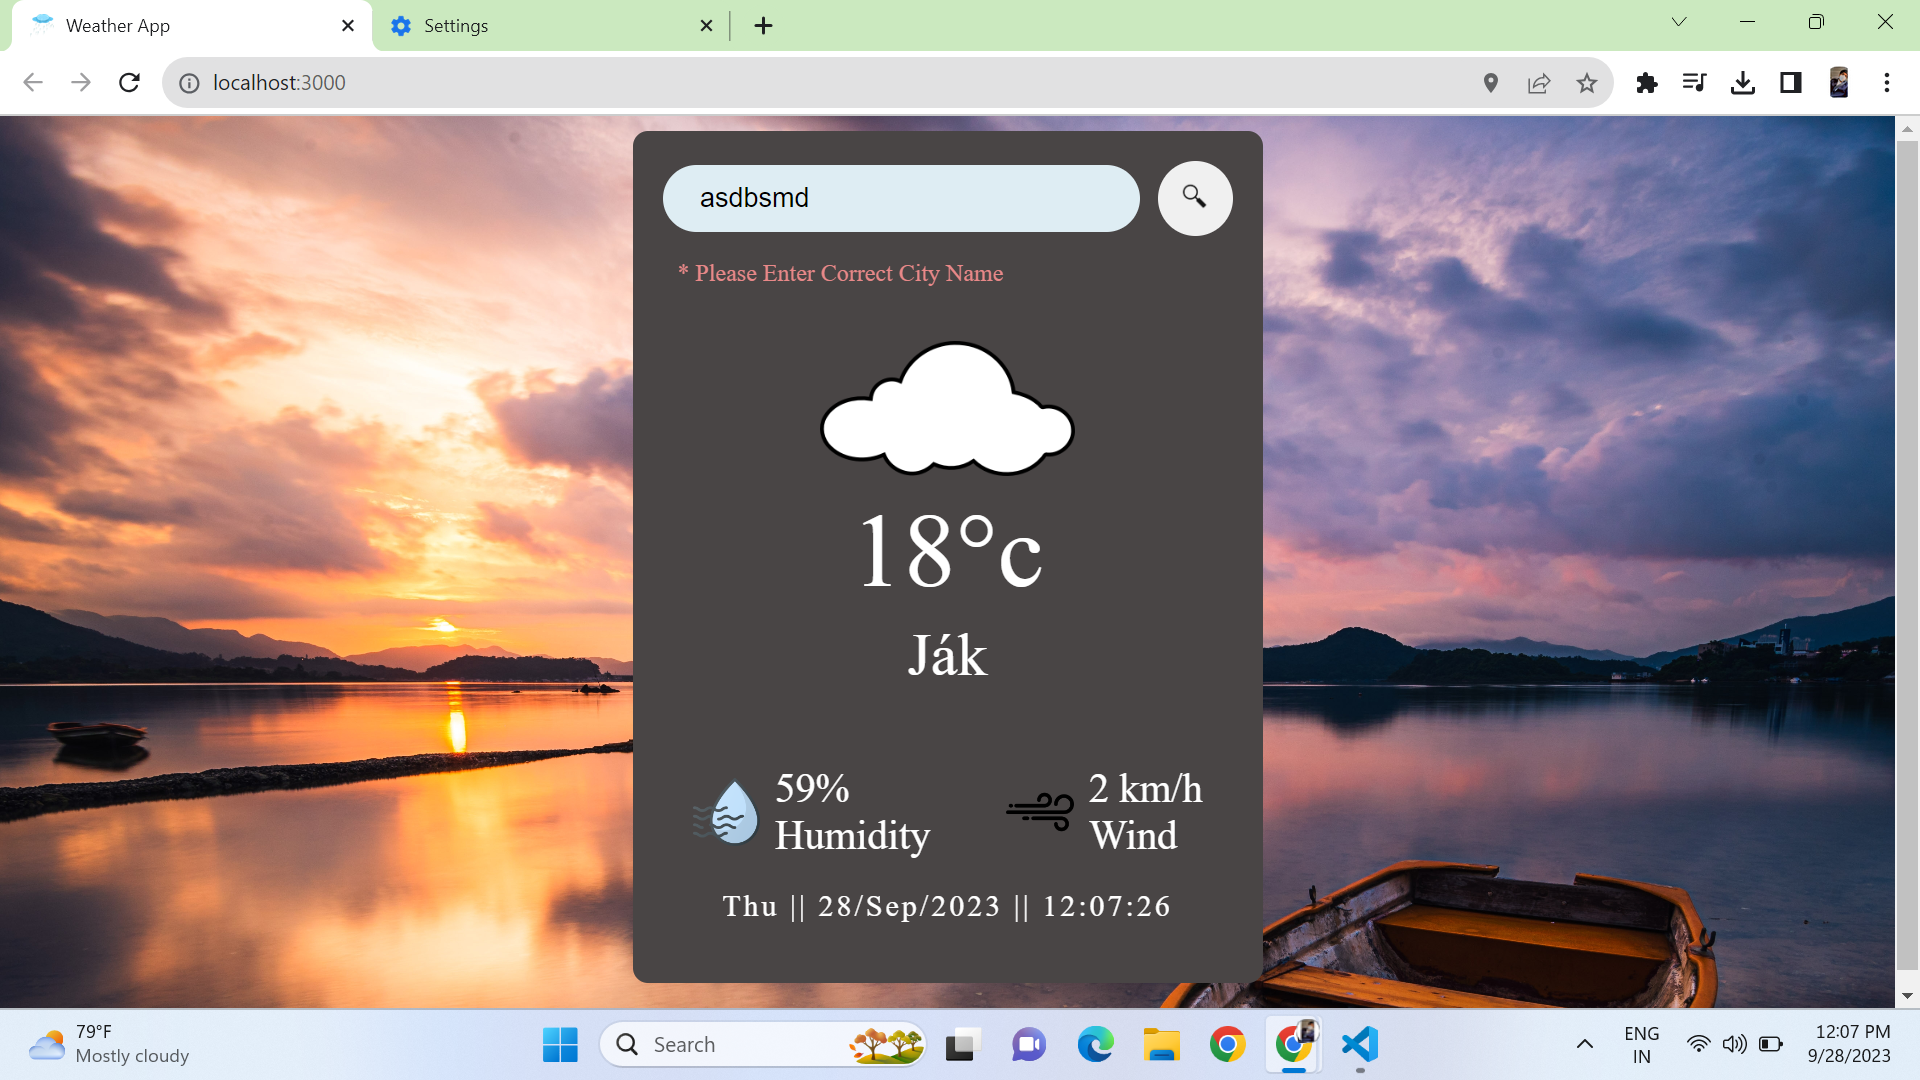 Weather App
Settings
localhost:3000
asdbsmd
* Please Enter Correct City Name
18°c
Ják
59%
Humidity
2 km/h
Wind
Thu || 28/Sep/2023 || 12:07:26
79°F
Mostly cloudy
Search
ENG
IN
12:07 PM
9/28/2023